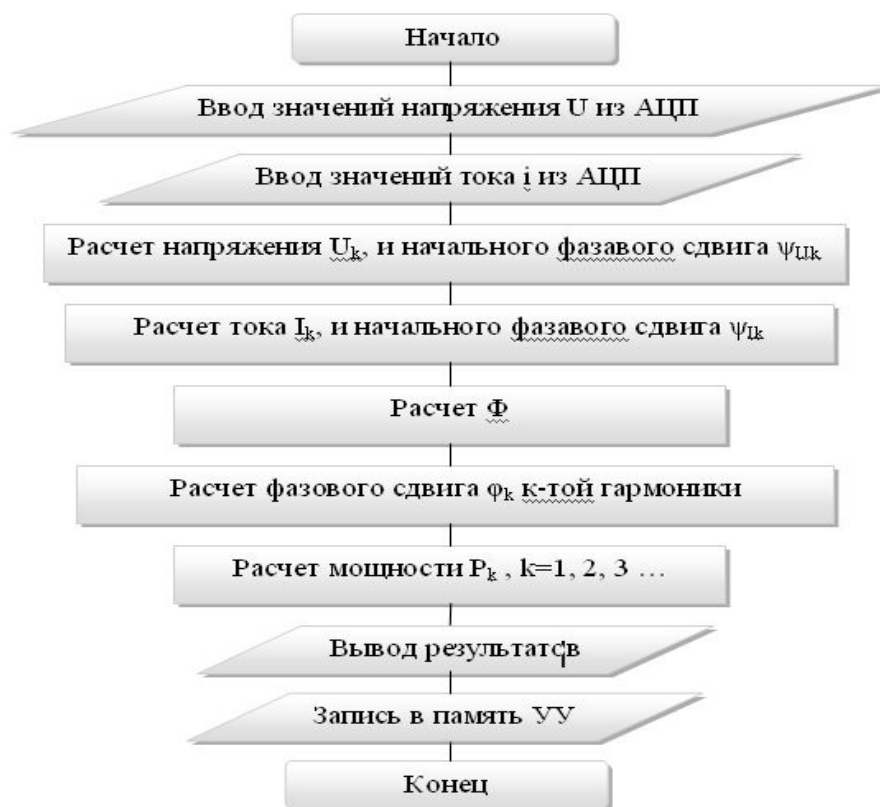 Начало
Ввод значений напряжения U из АЦП
Ввод значений тока i из АЦП
Расчет напряжения Uk, и начального фазавого сдвига ψUk
Расчет тока Ik, и начального фазавого сдвига ψIk
Расчет Ф
Расчет фазового сдвига φk к-той гармоники
Расчет мощности Pk , k=1, 2, 3 …
Вывод результатов
Запись в память УУ
Конец